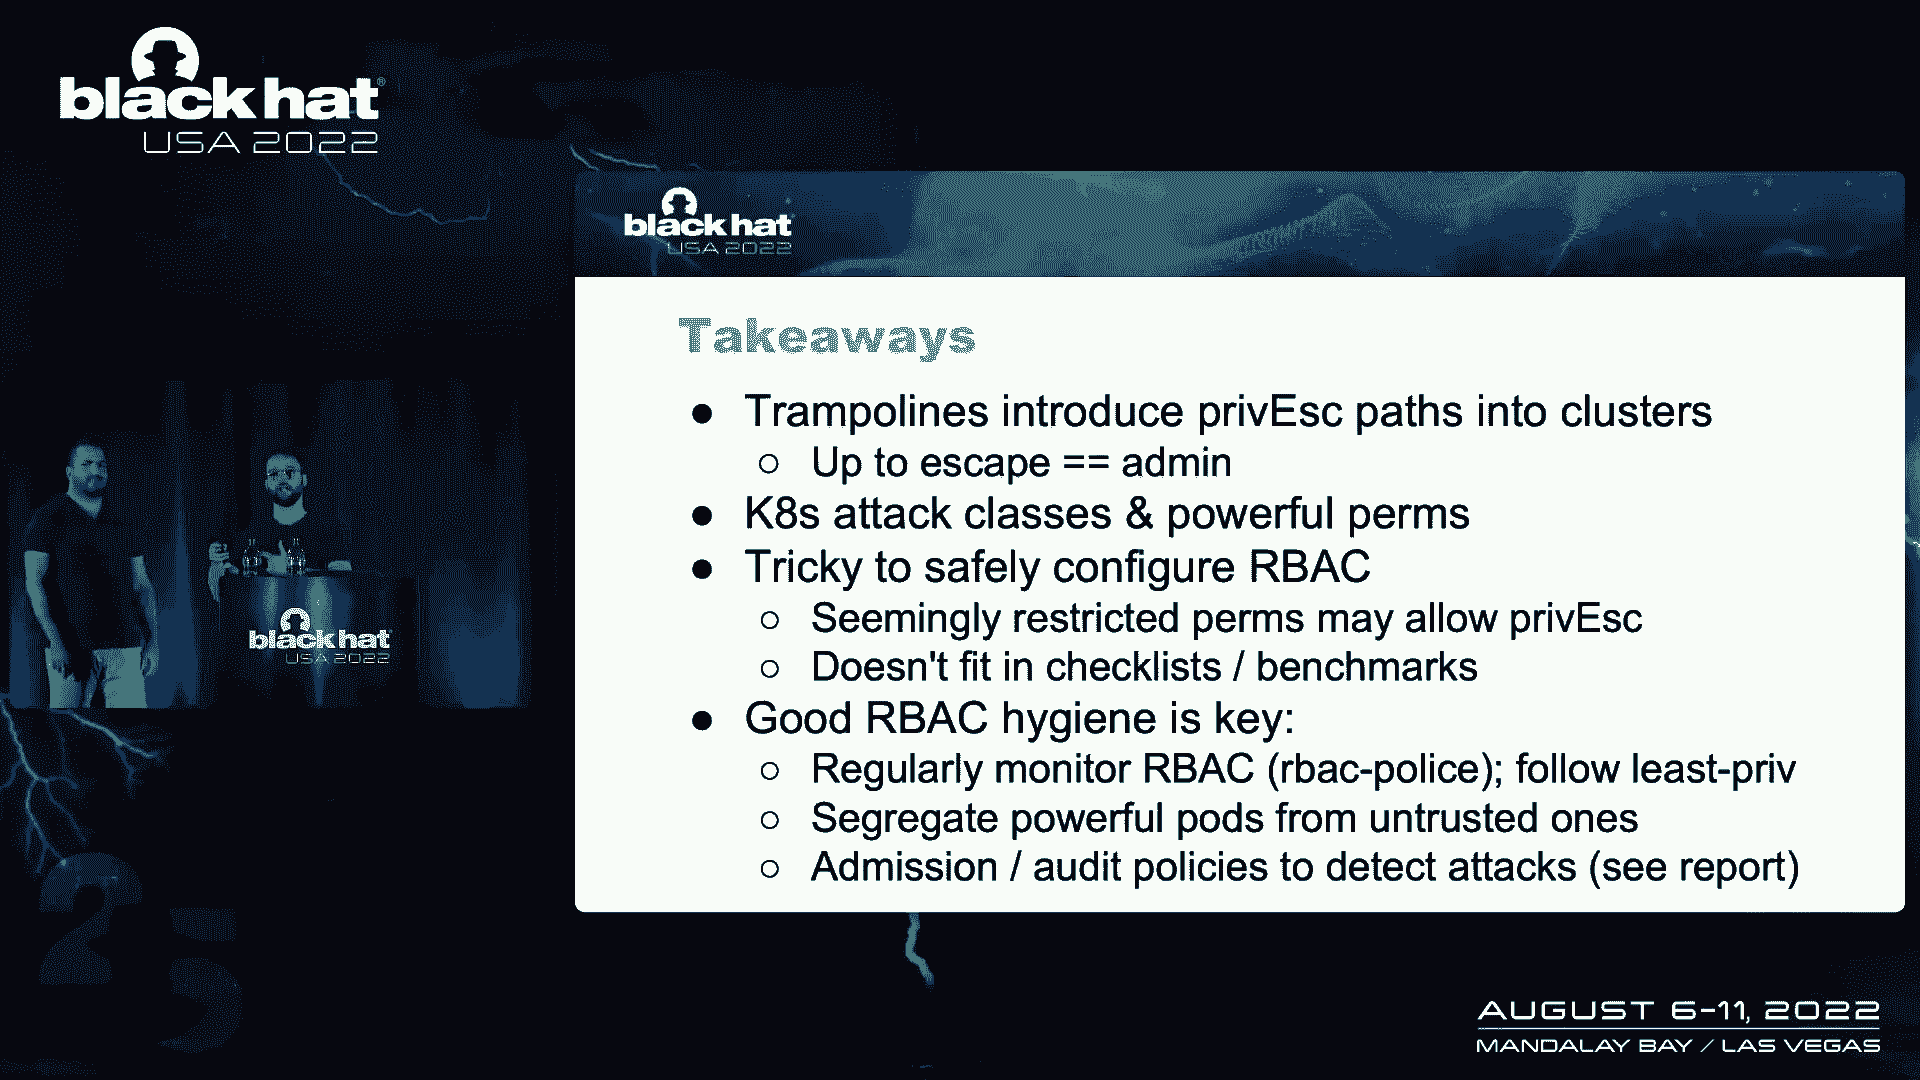 black hat®
USA 2022
black hat
USA 2022
Takeaways
● Trampolines introduce privEsc paths into clusters
○ Up to escape == admin
● K8s attack classes & powerful perms
● Tricky to safely configure RBAC
○ Seemingly restricted perms may allow privEsc
○ Doesn't fit in checklists / benchmarks
● Good RBAC hygiene is key:
○ Regularly monitor RBAC (rbac-police); follow least-priv
○ Segregate powerful pods from untrusted ones
○ Admission / audit policies to detect attacks (see report)
black hat
USA 2022
25
AUGUST 6-11, 2022
MANDALAY BAY / LAS VEGAS